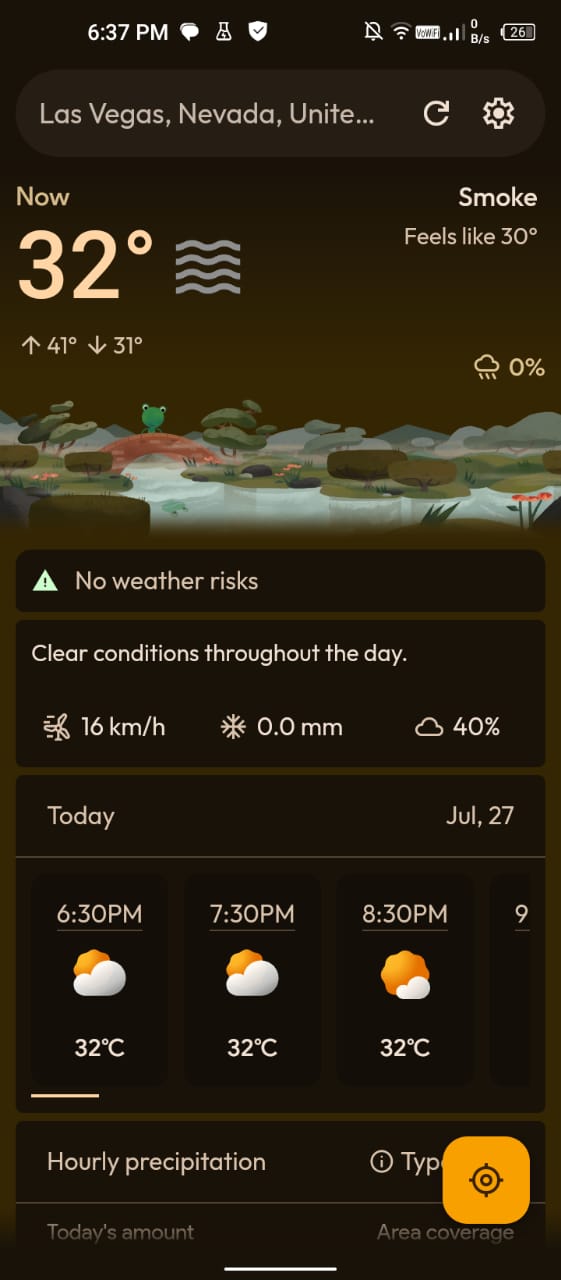 6:37 PM
VoWiFi
0
B/s
26
Las Vegas, Nevada, Unite...
Now
Smoke
32°
Feels like 30°
↑ 41° ↓ 31°
0%
No weather risks
Clear conditions throughout the day.
16 km/h 0.0 mm 40%
Today Jul, 27
6:30PM 7:30PM 8:30PM 9
32°C 32°C 32°C
Hourly precipitation Typ
Today's amount Area coverage